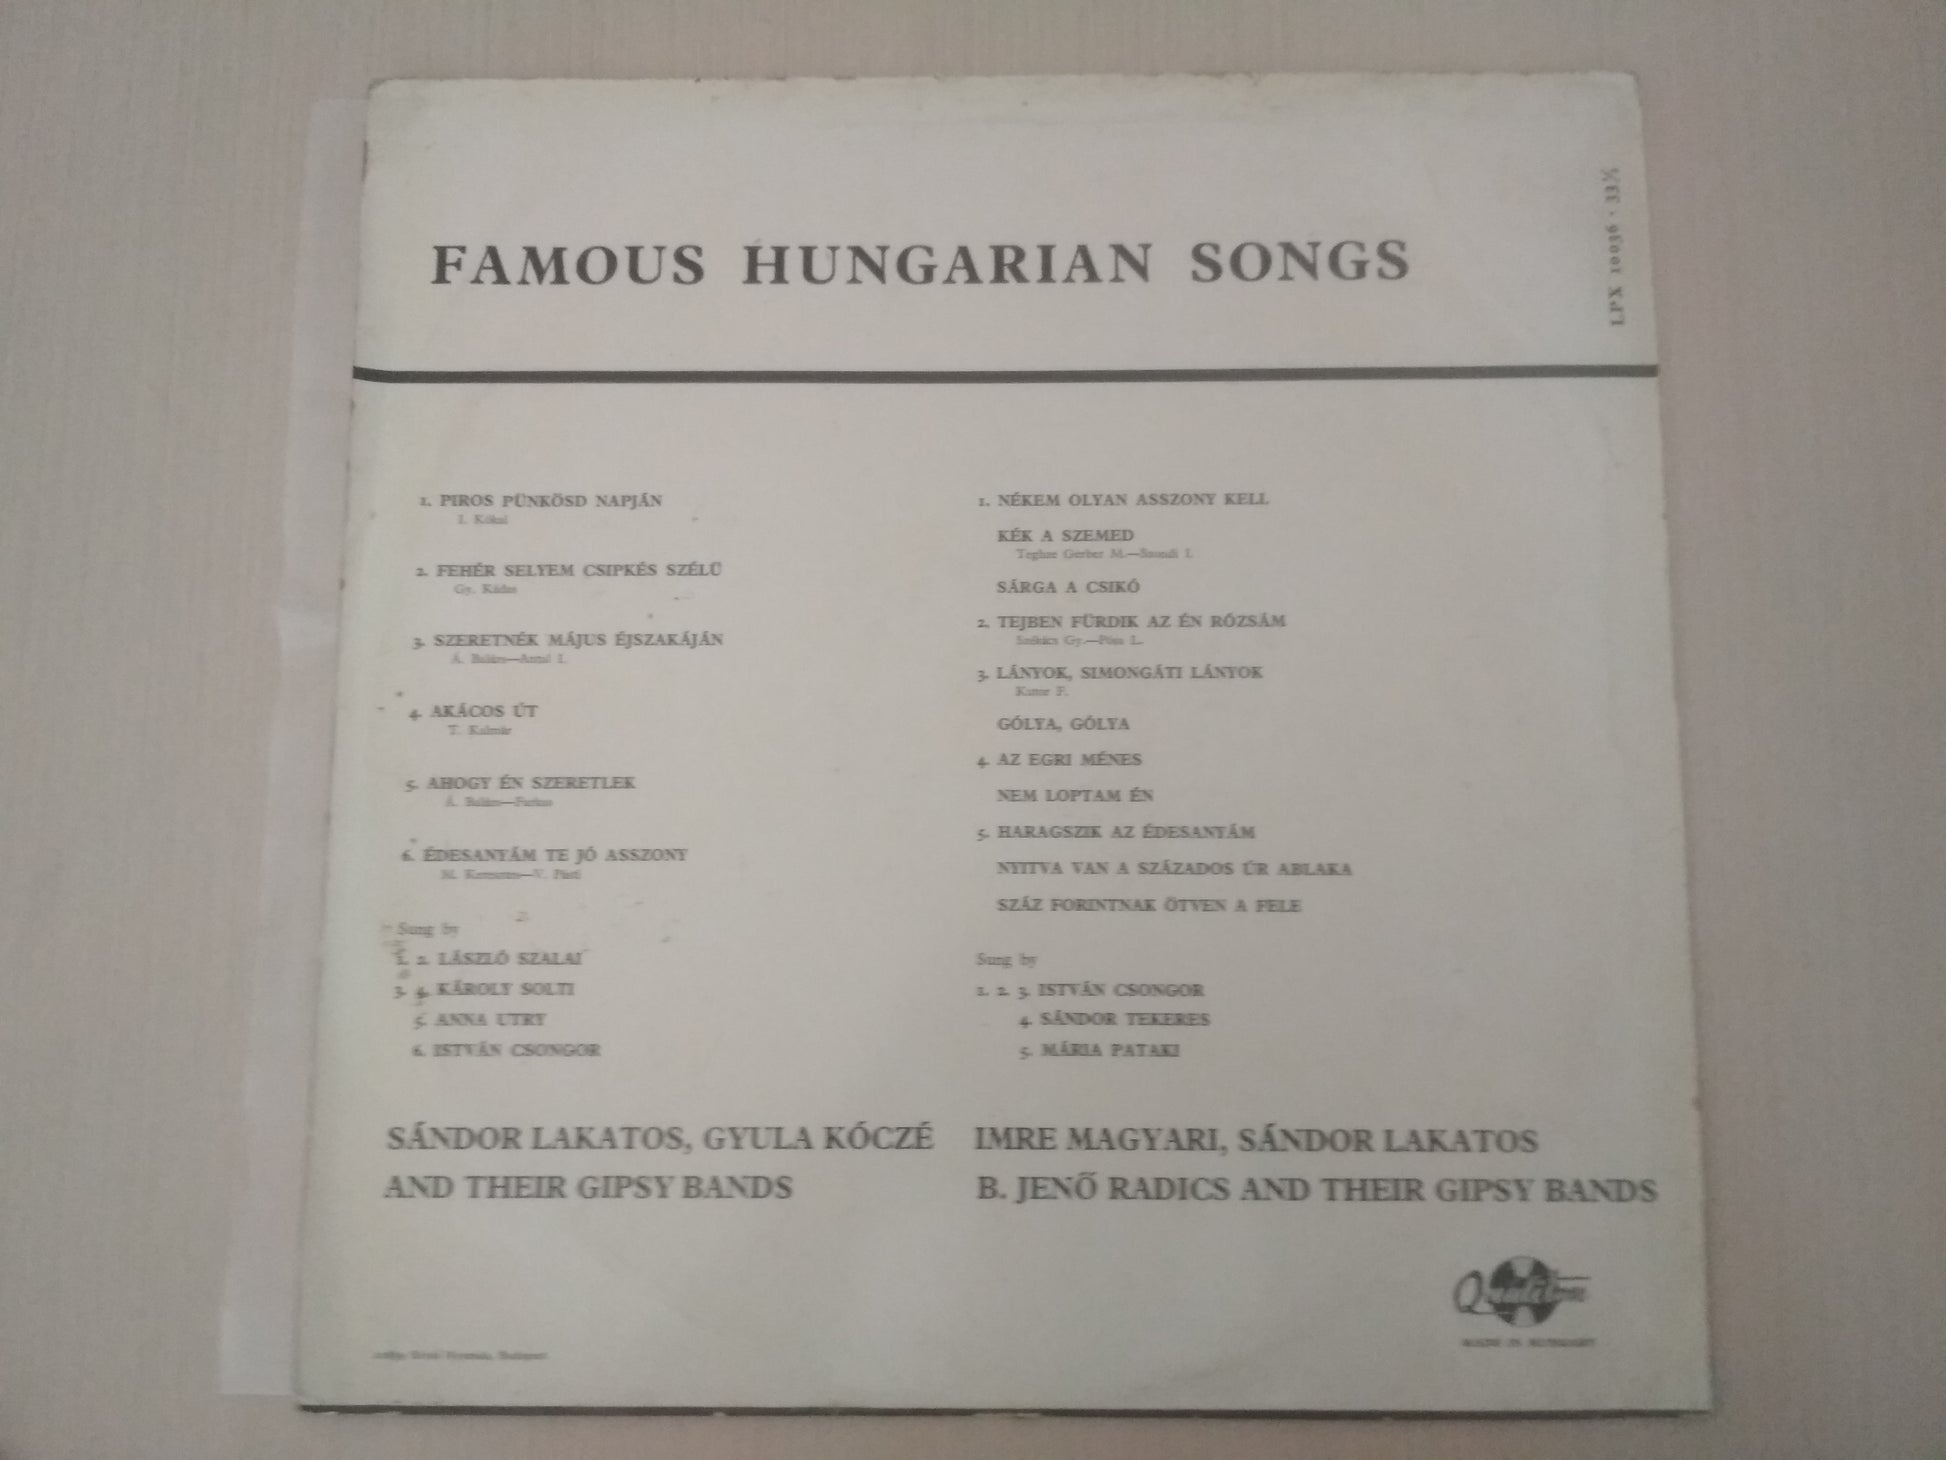 FAMOUS HUNGARIAN SONGS
LPX 10036 · 33⅓
1. PIROS PÜNKÖSD NAPJÁN
2. FEHÉR SELYEM CSIPKÉS SZÉLŰ
3. SZERETNÉK MÁJUS ÉJSZAKÁJÁN
4. AKÁCOS ÚT
T. Kalmár
5. AHOGY ÉN SZERETLEK
6. ÉDESANYÁM TE JÓ ASSZONY
Sung by
1. 2. LÁSZLÓ SZALAI
3. 4. KÁROLY SOLTI
5. ANNA UTRY
6. ISTVÁN CSONGOR
SÁNDOR LAKATOS, GYULA KÓCZÉ
AND THEIR GIPSY BANDS
1. NÉKEM OLYAN ASSZONY KELL
KÉK A SZEMED
Teghze Gerber M.—Szondi I.
SÁRGA A CSIKÓ
2. TEJBEN FÜRDIK AZ ÉN RÓZSÁM
3. LÁNYOK, SIMONGÁTI LÁNYOK
GÓLYA, GÓLYA
4. AZ EGRI MÉNES
NEM LOPTAM ÉN
5. HARAGSZIK AZ ÉDESANYÁM
NYITVA VAN A SZÁZADOS ÚR ABLAKA
SZÁZ FORINTNAK ÖTVEN A FELE
Sung by
1. 2. 3. ISTVÁN CSONGOR
4. SÁNDOR TEKERES
5. MÁRIA PATAKI
IMRE MAGYARI, SÁNDOR LAKATOS
B. JENŐ RADICS AND THEIR GIPSY BANDS
Qualiton
MADE IN HUNGARY